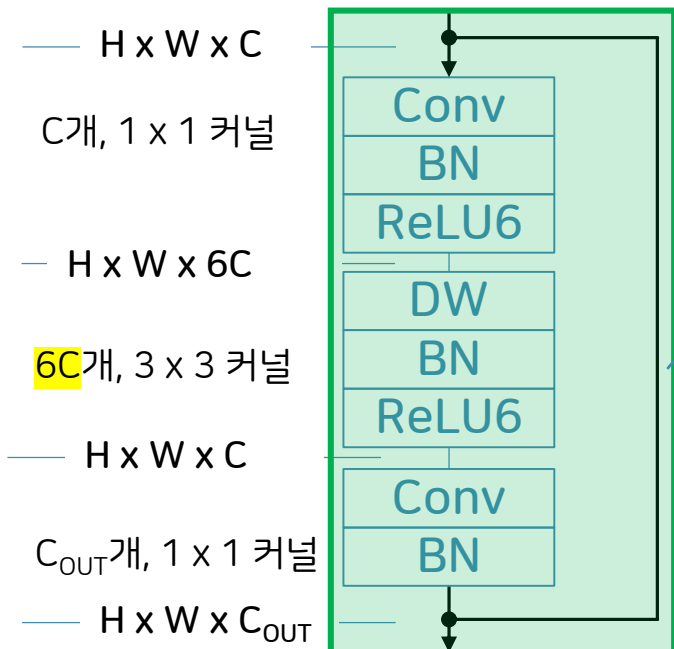 H x W x C
C개, 1 x 1 커널
Conv
BN
ReLU6
H x W x 6C
DW
6C개, 3 x 3 커널
BN
ReLU6
H x W x C
Conv
C_OUT개, 1 x 1 커널
BN
H x W x C_OUT